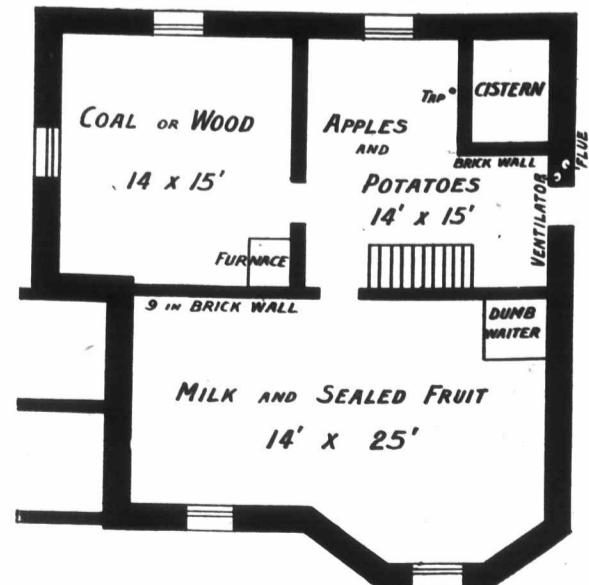 COAL OR WOOD
14 X 15'
FURNACE
APPLES
AND
POTATOES
14' X 15'
TAP
CISTERN
BRICK WALL
VENTILATOR
FLUE
9 IN BRICK WALL
DUMB
WAITER
MILK AND SEALED FRUIT
14' X 25'